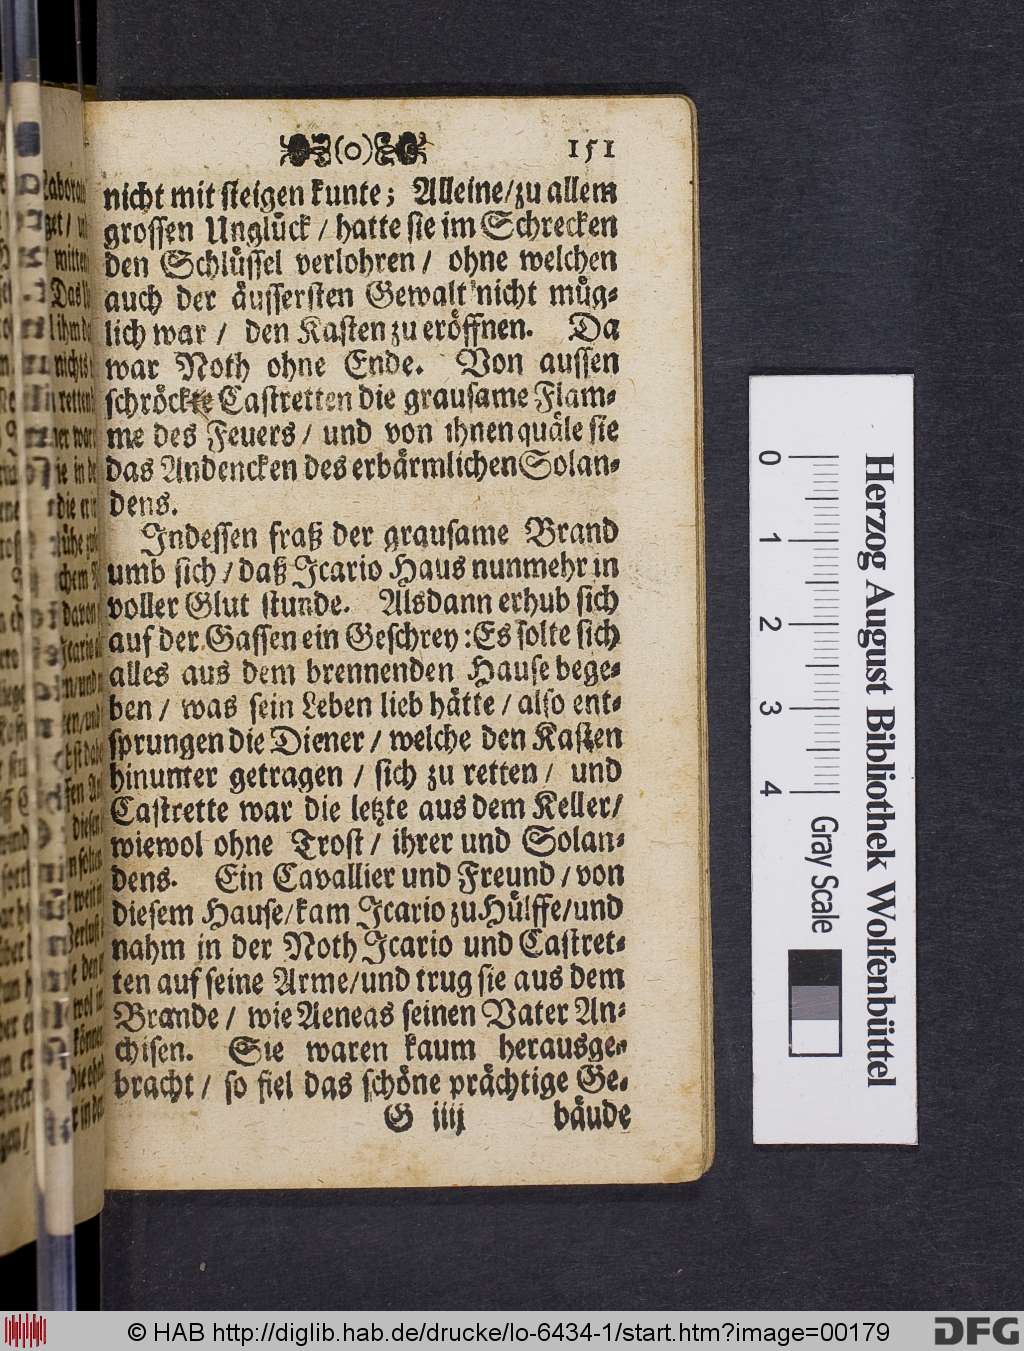 (o) 151
nicht mit steigen kunte; Alleine/zu allem
grossen Unglück / hatte sie im Schrecken
den Schlüssel verlohren / ohne welchen
auch der äussersten Gewalt nicht müg-
lich war / den Kasten zu eröffnen. Da
war Noth ohne Ende. Von aussen
schröckte Castretten die grausame Flam-
me des Feuers / und von ihnen quäle sie
das Andencken des erbärmlichen Solan-
dens.
Indessen fraß der grausame Brand
umb sich / daß Icario Haus nunmehr in
voller Glut stunde. Alsdann erhub sich
auf der Gassen ein Geschrey: Es solte sich
alles aus dem brennenden Hause bege-
ben / was sein Leben lieb hätte / also ent-
sprungen die Diener / welche den Kasten
hinunter getragen / sich zu retten / und
Castrette war die letzte aus dem Keller/
wiewol ohne Trost / ihrer und Solan-
dens. Ein Cavallier und Freund / von
diesem Hause/kam Icario zu Hülffe/und
nahm in der Noth Icario und Castret-
ten auf seine Arme/und trug sie aus dem
Brande / wie Aeneas seinen Vater An-
chisen. Sie waren kaum herausge-
bracht / so fiel das schöne prächtige Ge-
G iiij bäude
0 1 2 3 4
Gray Scale
Herzog August Bibliothek Wolfenbüttel
© HAB http://diglib.hab.de/drucke/lo-6434-1/start.htm?image=00179
DFG